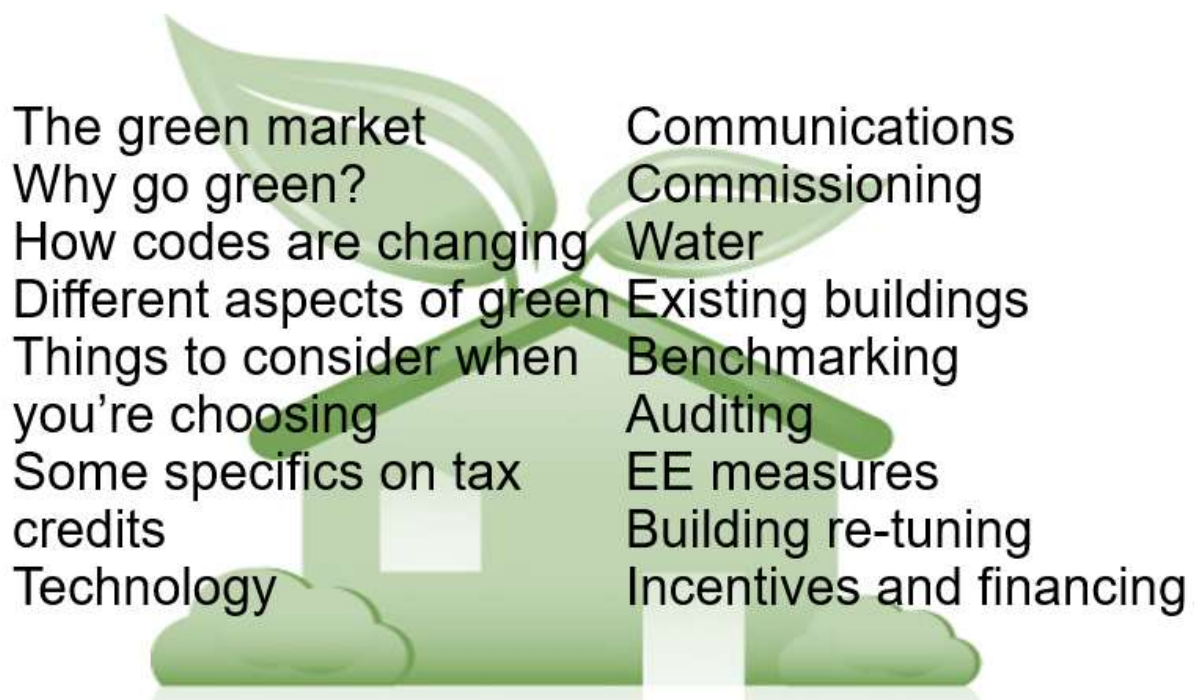 The green market
Why go green?
How codes are changing
Different aspects of green
Things to consider when
you’re choosing
Some specifics on tax
credits
Technology
Communications
Commissioning
Water
Existing buildings
Benchmarking
Auditing
EE measures
Building re-tuning
Incentives and financing